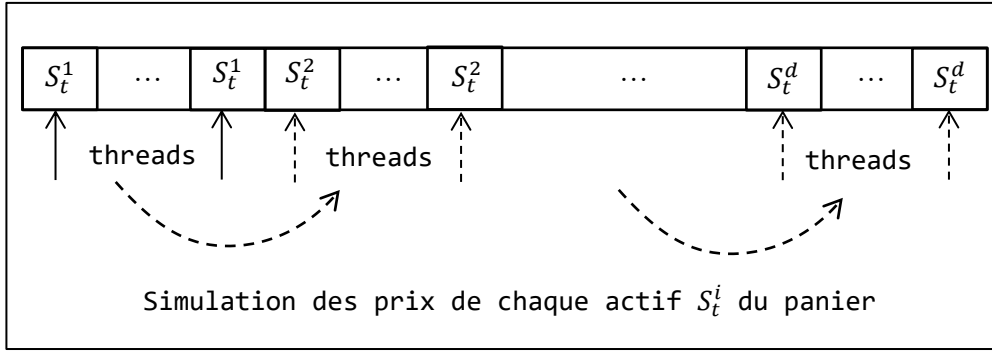 $S_t^1$ ... $S_t^1$ $S_t^2$ ... $S_t^2$ ... $S_t^d$ ... $S_t^d$
threads threads threads
Simulation des prix de chaque actif $S_t^i$ du panier